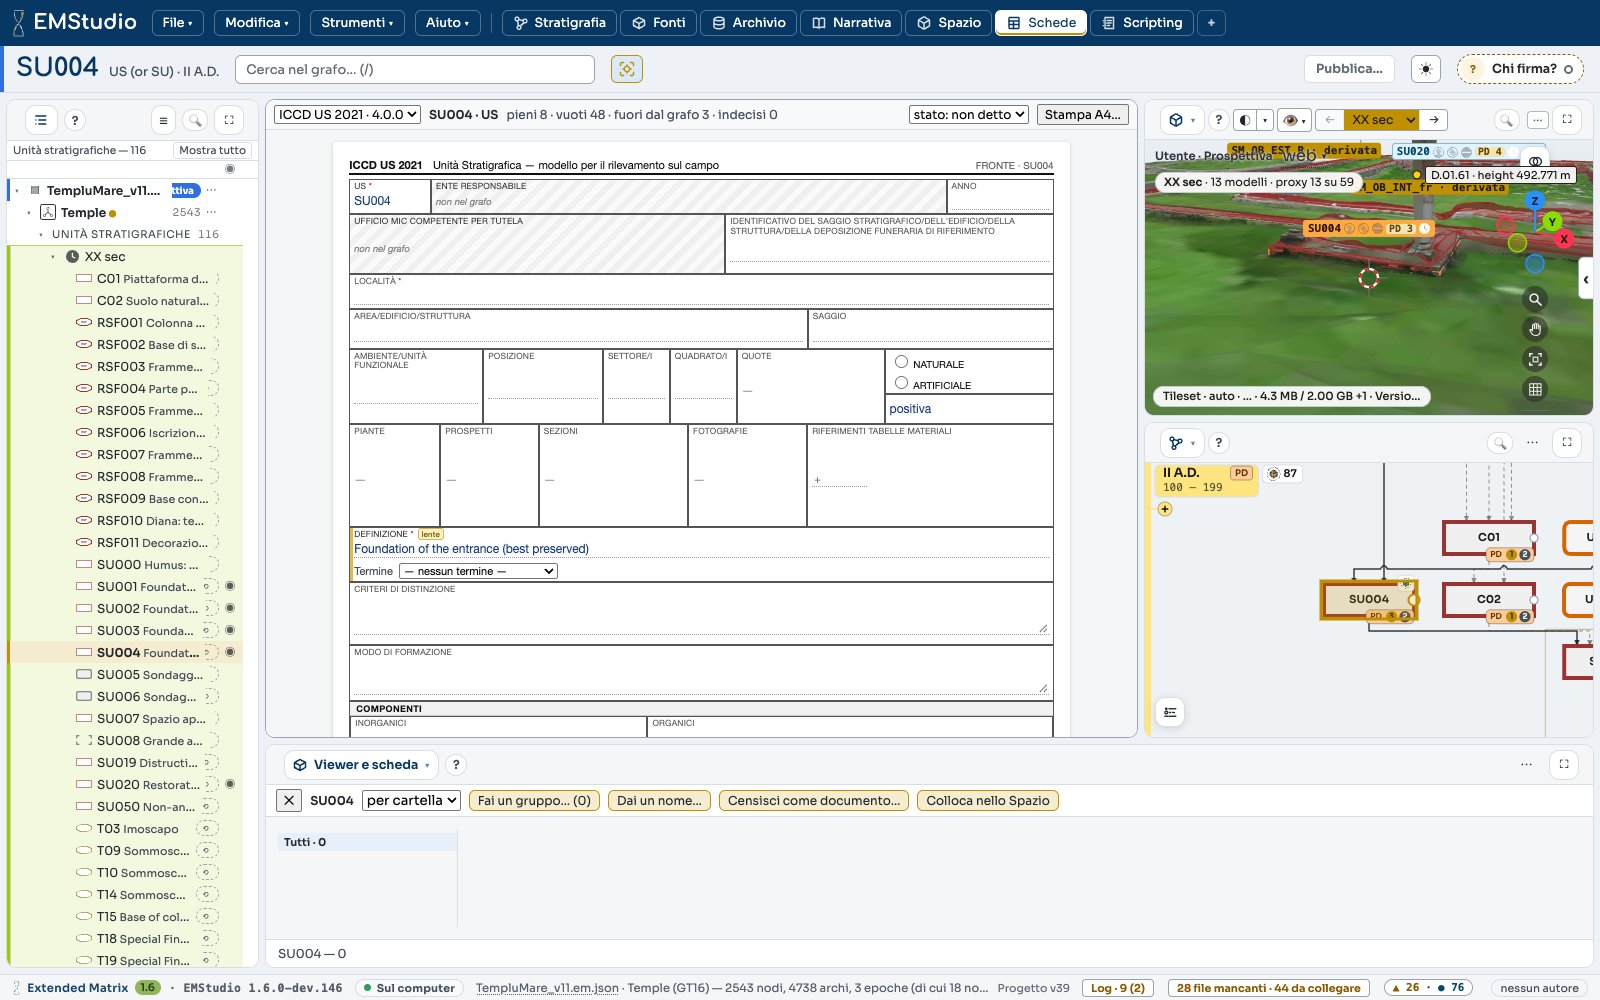 EMStudio File Modifica Strumenti Aiuto Stratigrafia Fonti Archivio Narrativa Spazio Schede Scripting +
SU004 US (or SU) · II A.D. Cerca nel grafo... (/) Pubblica... ? Chi firma?
?
Unità stratigrafiche — 116 Mostra tutto
TempluMare_v11.... ttiva ...
Temple 2543 ...
UNITÀ STRATIGRAFICHE 116
XX sec
C01 Piattaforma d...
C02 Suolo natural...
RSF001 Colonna ...
RSF002 Base di s...
RSF003 Framme...
RSF004 Parte p...
RSF005 Framme...
RSF006 Iscrizion...
RSF007 Framme...
RSF008 Framme...
RSF009 Base con...
RSF010 Diana: te...
RSF011 Decorazio...
SU000 Humus: ...
SU001 Foundat...
SU002 Foundat...
SU003 Founda...
SU004 Foundat...
SU005 Sondagg...
SU006 Sondag...
SU007 Spazio ap...
SU008 Grande a...
SU019 Distructi...
SU020 Restorat...
SU050 Non-an...
T03 Imoscapo
T09 Sommosc...
T10 Sommosc...
T14 Sommosc...
T15 Base of col...
T18 Special Fin...
T19 Special Fin...
ICCD US 2021 · 4.0.0 SU004 · US pieni 8 · vuoti 48 · fuori dal grafo 3 · indecisi 0 stato: non detto Stampa A4...
ICCD US 2021 Unità Stratigrafica — modello per il rilevamento sul campo FRONTE · SU004
US * ENTE RESPONSABILE ANNO
SU004 non nel grafo
UFFICIO MIC COMPETENTE PER TUTELA IDENTIFICATIVO DEL SAGGIO STRATIGRAFICO/DELL'EDIFICIO/DELLA
STRUTTURA/DELLA DEPOSIZIONE FUNERARIA DI RIFERIMENTO
non nel grafo
LOCALITÀ *
AREA/EDIFICIO/STRUTTURA SAGGIO
AMBIENTE/UNITÀ POSIZIONE SETTORE/I QUADRATO/I QUOTE NATURALE
FUNZIONALE
— ARTIFICIALE
positiva
PIANTE PROSPETTI SEZIONI FOTOGRAFIE RIFERIMENTI TABELLE MATERIALI
— — — — +
DEFINIZIONE * lente
Foundation of the entrance (best preserved)
Termine — nessun termine —
CRITERI DI DISTINZIONE
MODO DI FORMAZIONE
COMPONENTI
INORGANICI ORGANICI
? XX sec ...
Utente · Prospettiva web
SM_OB_EST_B · derivata SU020 PD 4
D.01.61 · height 492.771 m
XX sec · 13 modelli · proxy 13 su 59
M_OB_INT_fr · derivata
SU004 PD 3
Z
Y
X
Tileset · auto · ... · 4.3 MB / 2.00 GB +1 · Versio...
? ...
II A.D. PD 87
100 — 199
+
C01 U
PD 1 2
SU004 C02 U
PD 3 2 PD 1 2
S
Viewer e scheda ? ...
SU004 per cartella Fai un gruppo... (0) Dai un nome... Censisci come documento... Colloca nello Spazio
Tutti · 0
SU004 — 0
Extended Matrix 1.6 · EMStudio 1.6.0-dev.146 Sul computer TempluMare_v11.em.json · Temple (GT16) — 2543 nodi, 4738 archi, 3 epoche (di cui 18 no... Progetto v39 Log · 9 (2) 28 file mancanti · 44 da collegare ▲ 26 · ● 76 nessun autore